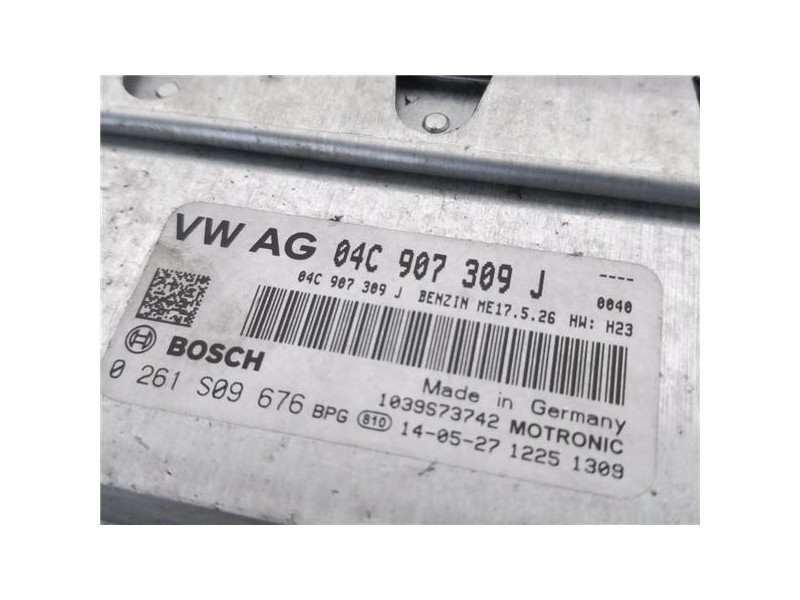 VW AG 04C 907 309 J ----
04C 907 309 J BENZIN ME17.5.26 HW: H23 0040
BOSCH
Made in Germany
1039S73742 MOTRONIC
0 261 S09 676 BPG 810 14-05-27 1225 1309